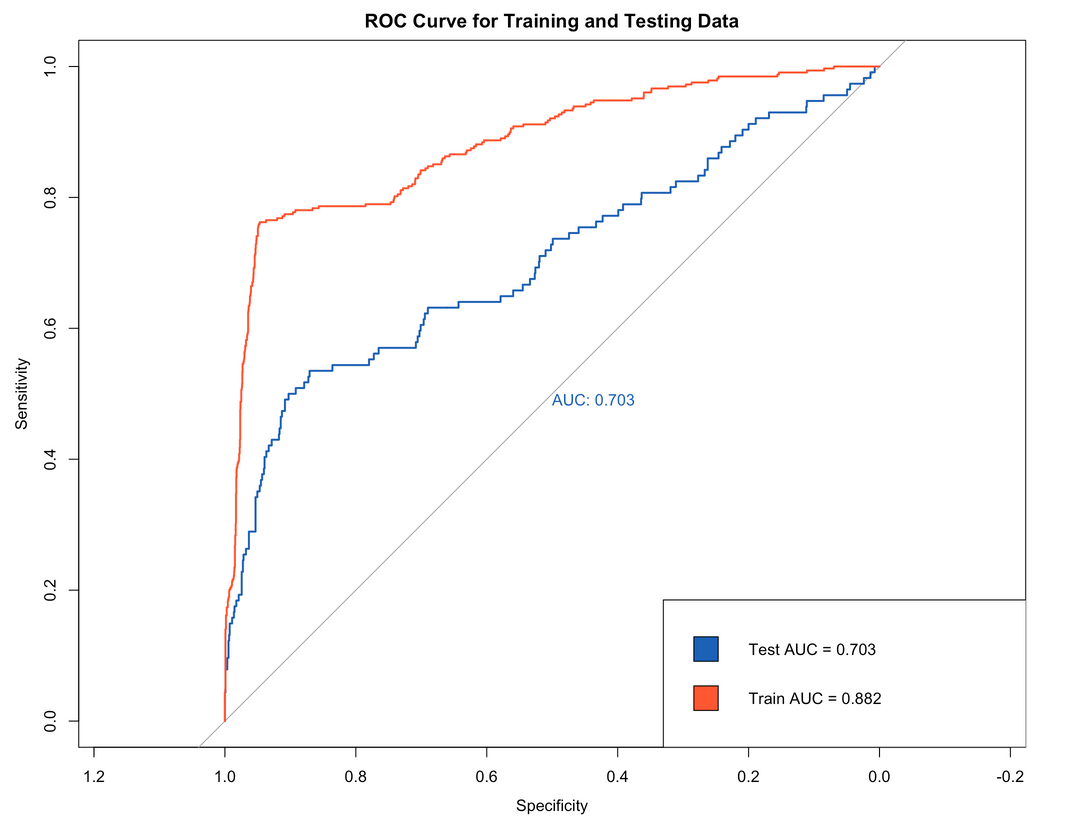 ROC Curve for Training and Testing Data
Sensitivity
1.0
0.8
0.6
0.4
0.2
0.0
AUC: 0.703
Test AUC = 0.703
Train AUC = 0.882
1.2 1.0 0.8 0.6 0.4 0.2 0.0 -0.2
Specificity